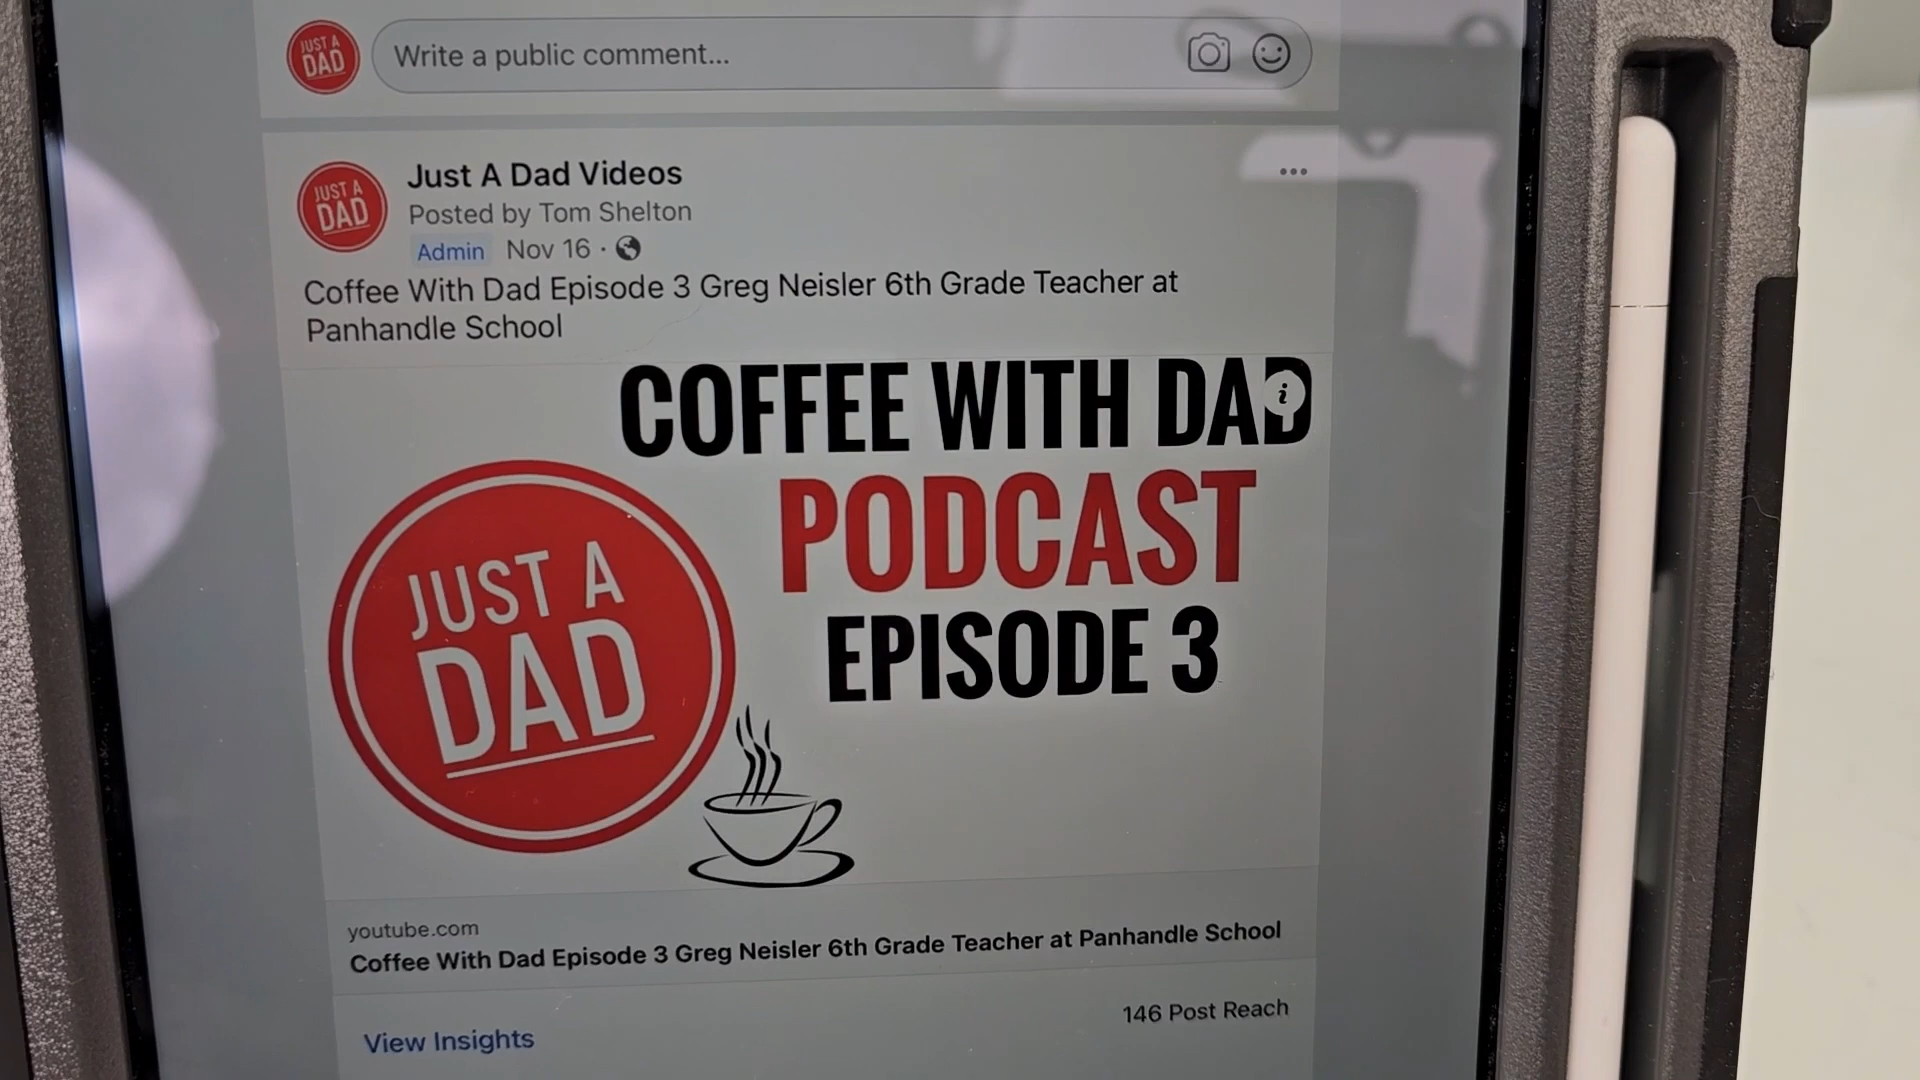 JUST A
DAD
Write a public comment...
JUST A
DAD
Just A Dad Videos
Posted by Tom Shelton
Admin Nov 16 ·
Coffee With Dad Episode 3 Greg Neisler 6th Grade Teacher at
Panhandle School
COFFEE WITH DAD
i
PODCAST
EPISODE 3
JUST A
DAD
youtube.com
Coffee With Dad Episode 3 Greg Neisler 6th Grade Teacher at Panhandle School
146 Post Reach
View Insights